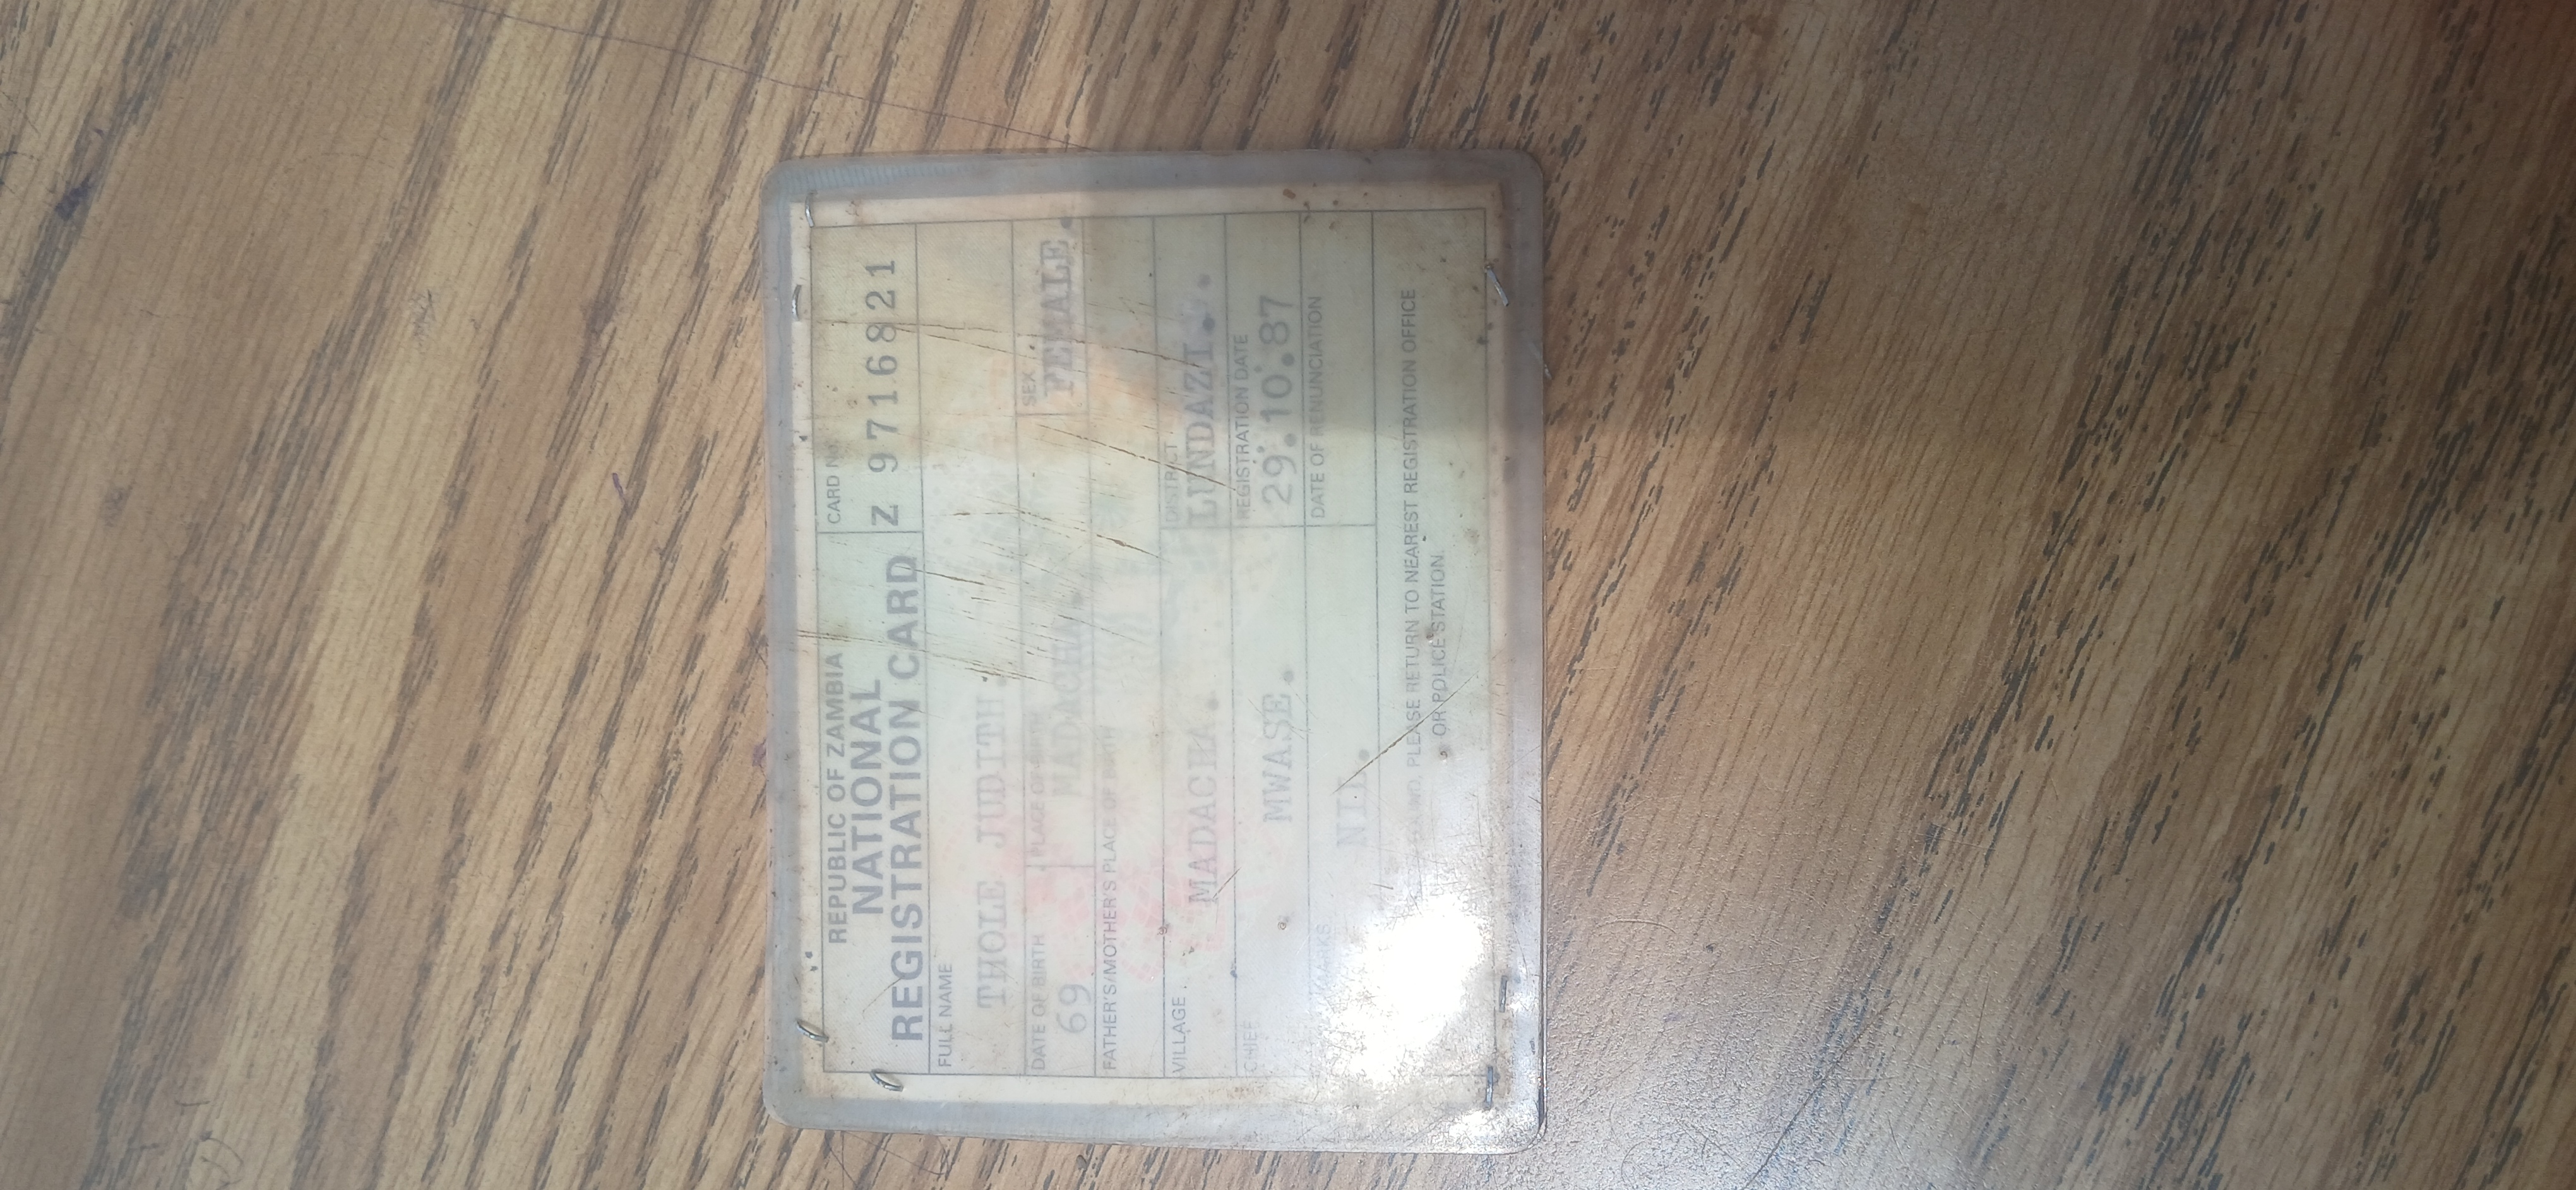 REPUBLIC OF ZAMBIA
NATIONAL
REGISTRATION CARD
CARD No.
Z 9716821
FULL NAME
THOLE JUDITH.
DATE OF BIRTH
69
PLACE OF BIRTH
MADACHA.
SEX
FEMALE.
FATHER'S/MOTHER'S PLACE OF BIRTH
VILLAGE
MADACHA.
DISTRICT
LUNDAZI.
CHIEF
MWASE.
REGISTRATION DATE
29.10.87
NIL.
DATE OF RENUNCIATION
PLEASE RETURN TO NEAREST REGISTRATION OFFICE
OR POLICE STATION.